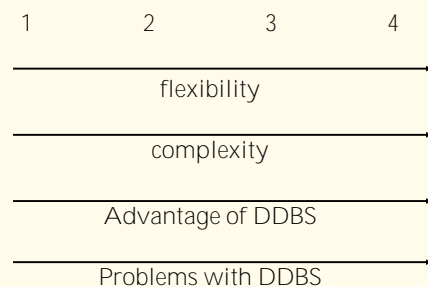 1 2 3 4
flexibility
complexity
Advantage of DDBS
Problems with DDBS